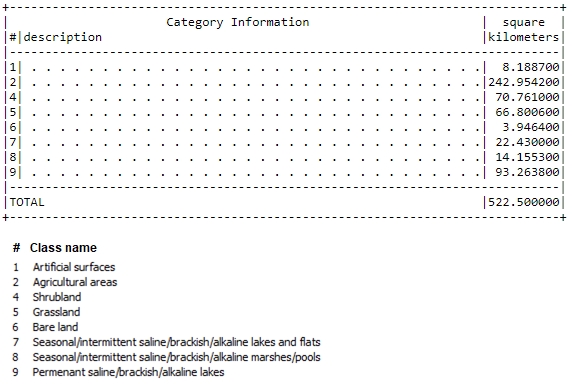 Category Information | square
#|description |kilometers
1| . . . . . . . . . . . . . . . . . . . . . . . . . . . . . . . .| 8.188700
2| . . . . . . . . . . . . . . . . . . . . . . . . . . . . . . . .|242.954200
4| . . . . . . . . . . . . . . . . . . . . . . . . . . . . . . . .| 70.761000
5| . . . . . . . . . . . . . . . . . . . . . . . . . . . . . . . .| 66.800600
6| . . . . . . . . . . . . . . . . . . . . . . . . . . . . . . . .| 3.946400
7| . . . . . . . . . . . . . . . . . . . . . . . . . . . . . . . .| 22.430000
8| . . . . . . . . . . . . . . . . . . . . . . . . . . . . . . . .| 14.155300
9| . . . . . . . . . . . . . . . . . . . . . . . . . . . . . . . .| 93.263800
TOTAL |522.500000
# Class name
1 Artificial surfaces
2 Agricultural areas
4 Shrubland
5 Grassland
6 Bare land
7 Seasonal/intermittent saline/brackish/alkaline lakes and flats
8 Seasonal/intermittent saline/brackish/alkaline marshes/pools
9 Permenant saline/brackish/alkaline lakes